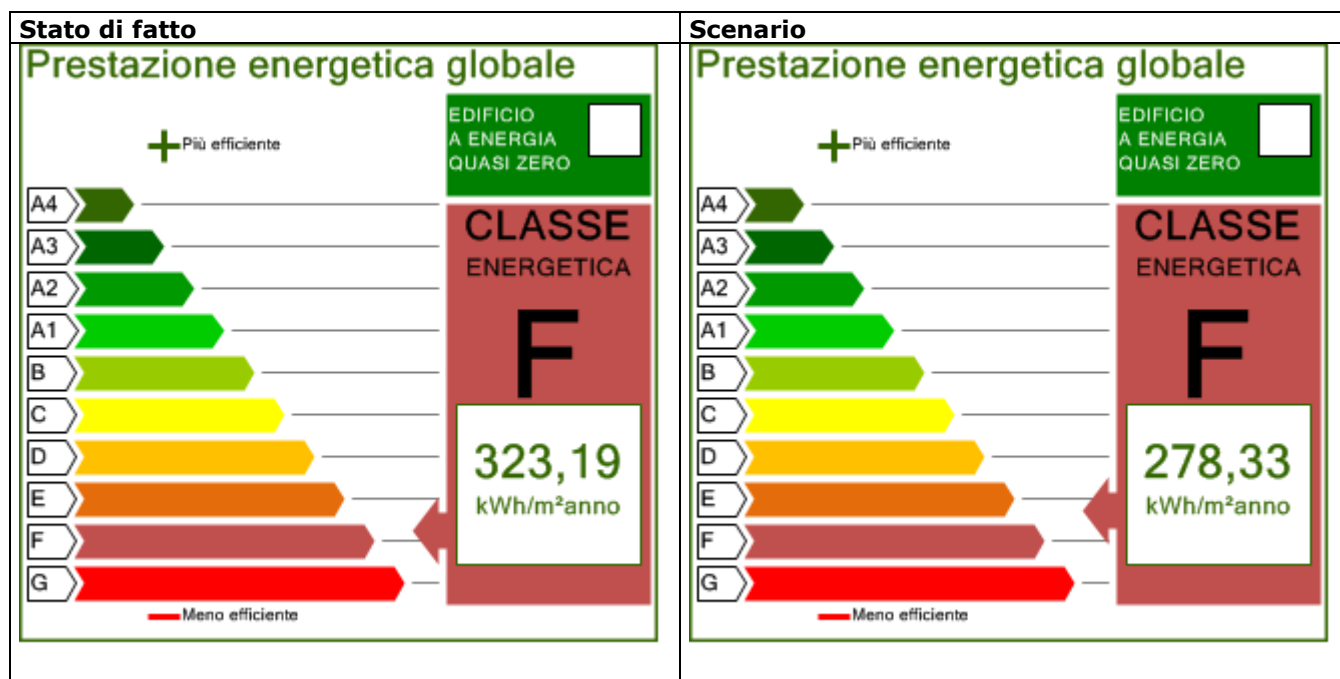 Stato di fatto
Prestazione energetica globale
EDIFICIO
A ENERGIA
QUASI ZERO
Più efficiente
A4
A3
A2
A1
B
C
D
E
F
G
CLASSE
ENERGETICA
F
323,19
kWh/m²anno
Meno efficiente
Scenario
Prestazione energetica globale
EDIFICIO
A ENERGIA
QUASI ZERO
Più efficiente
A4
A3
A2
A1
B
C
D
E
F
G
CLASSE
ENERGETICA
F
278,33
kWh/m²anno
Meno efficiente